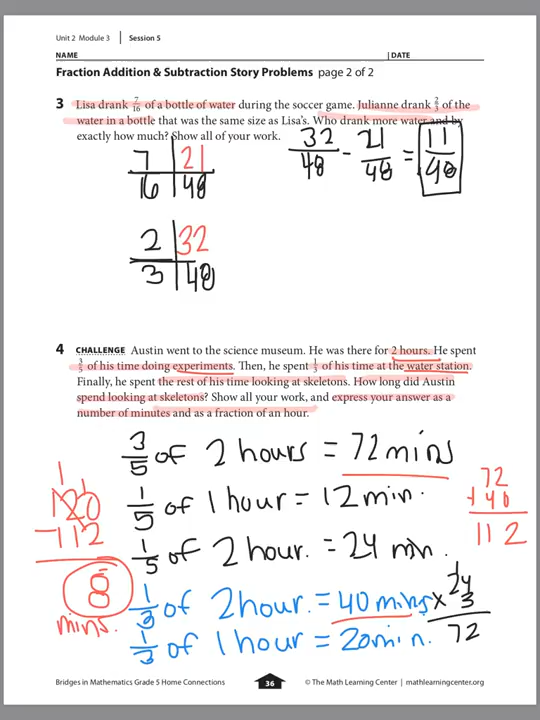 Unit 2 Module 3 | Session 5
NAME | DATE
Fraction Addition & Subtraction Story Problems page 2 of 2
3 Lisa drank 7/16 of a bottle of water during the soccer game. Julianne drank 2/3 of the
water in a bottle that was the same size as Lisa's. Who drank more water and by
exactly how much? Show all of your work.
7/16 | 21/48
32/48 - 21/48 = 11/48
2/3 | 32/48
4 CHALLENGE Austin went to the science museum. He was there for 2 hours. He spent
3/5 of his time doing experiments. Then, he spent 1/3 of his time at the water station.
Finally, he spent the rest of his time looking at skeletons. How long did Austin
spend looking at skeletons? Show all your work, and express your answer as a
number of minutes and as a fraction of an hour.
3/5 of 2 hours = 72 mins
1/5 of 1 hour = 12 min.
1/5 of 2 hour. = 24 min.
1/3 of 2 hour. = 40 mins
1/3 of 1 hour = 20 min.
1 1
120
-112
8
mins.
72
+40
112
1
24
x 3
72
Bridges in Mathematics Grade 5 Home Connections
36
© The Math Learning Center | mathlearningcenter.org